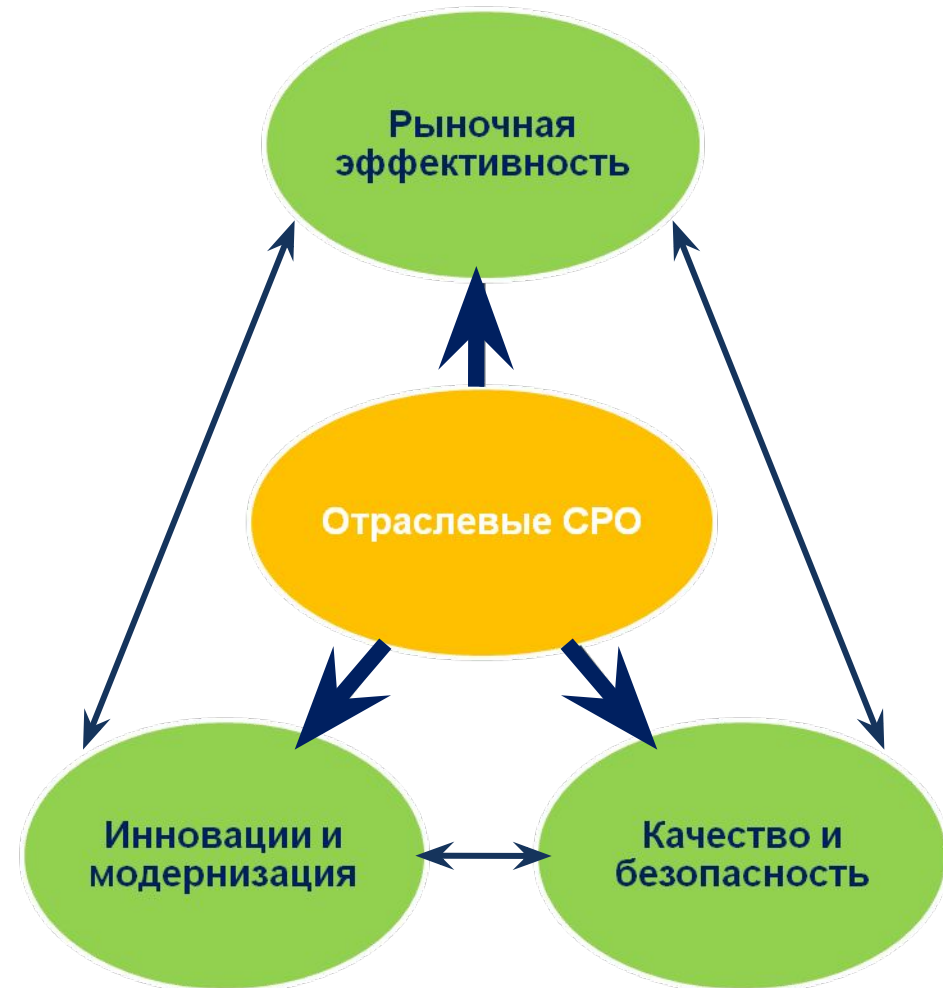 Рыночная
эффективность
Отраслевые СРО
Инновации и
модернизация
Качество и
безопасность